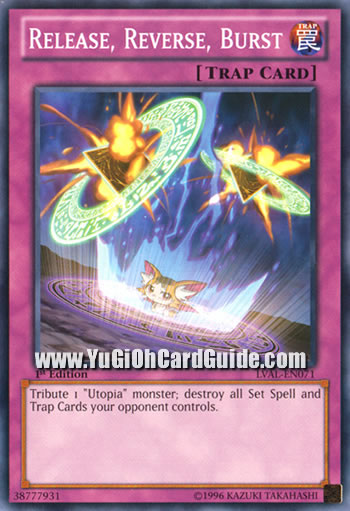 RELEASE, REVERSE, BURST
TRAP
罠
[TRAP CARD]
www.YuGiOhCardGuide.com
1st Edition
LVAL-EN071
Tribute 1 "Utopia" monster; destroy all Set Spell and
Trap Cards your opponent controls.
38777931
©1996 KAZUKI TAKAHASHI